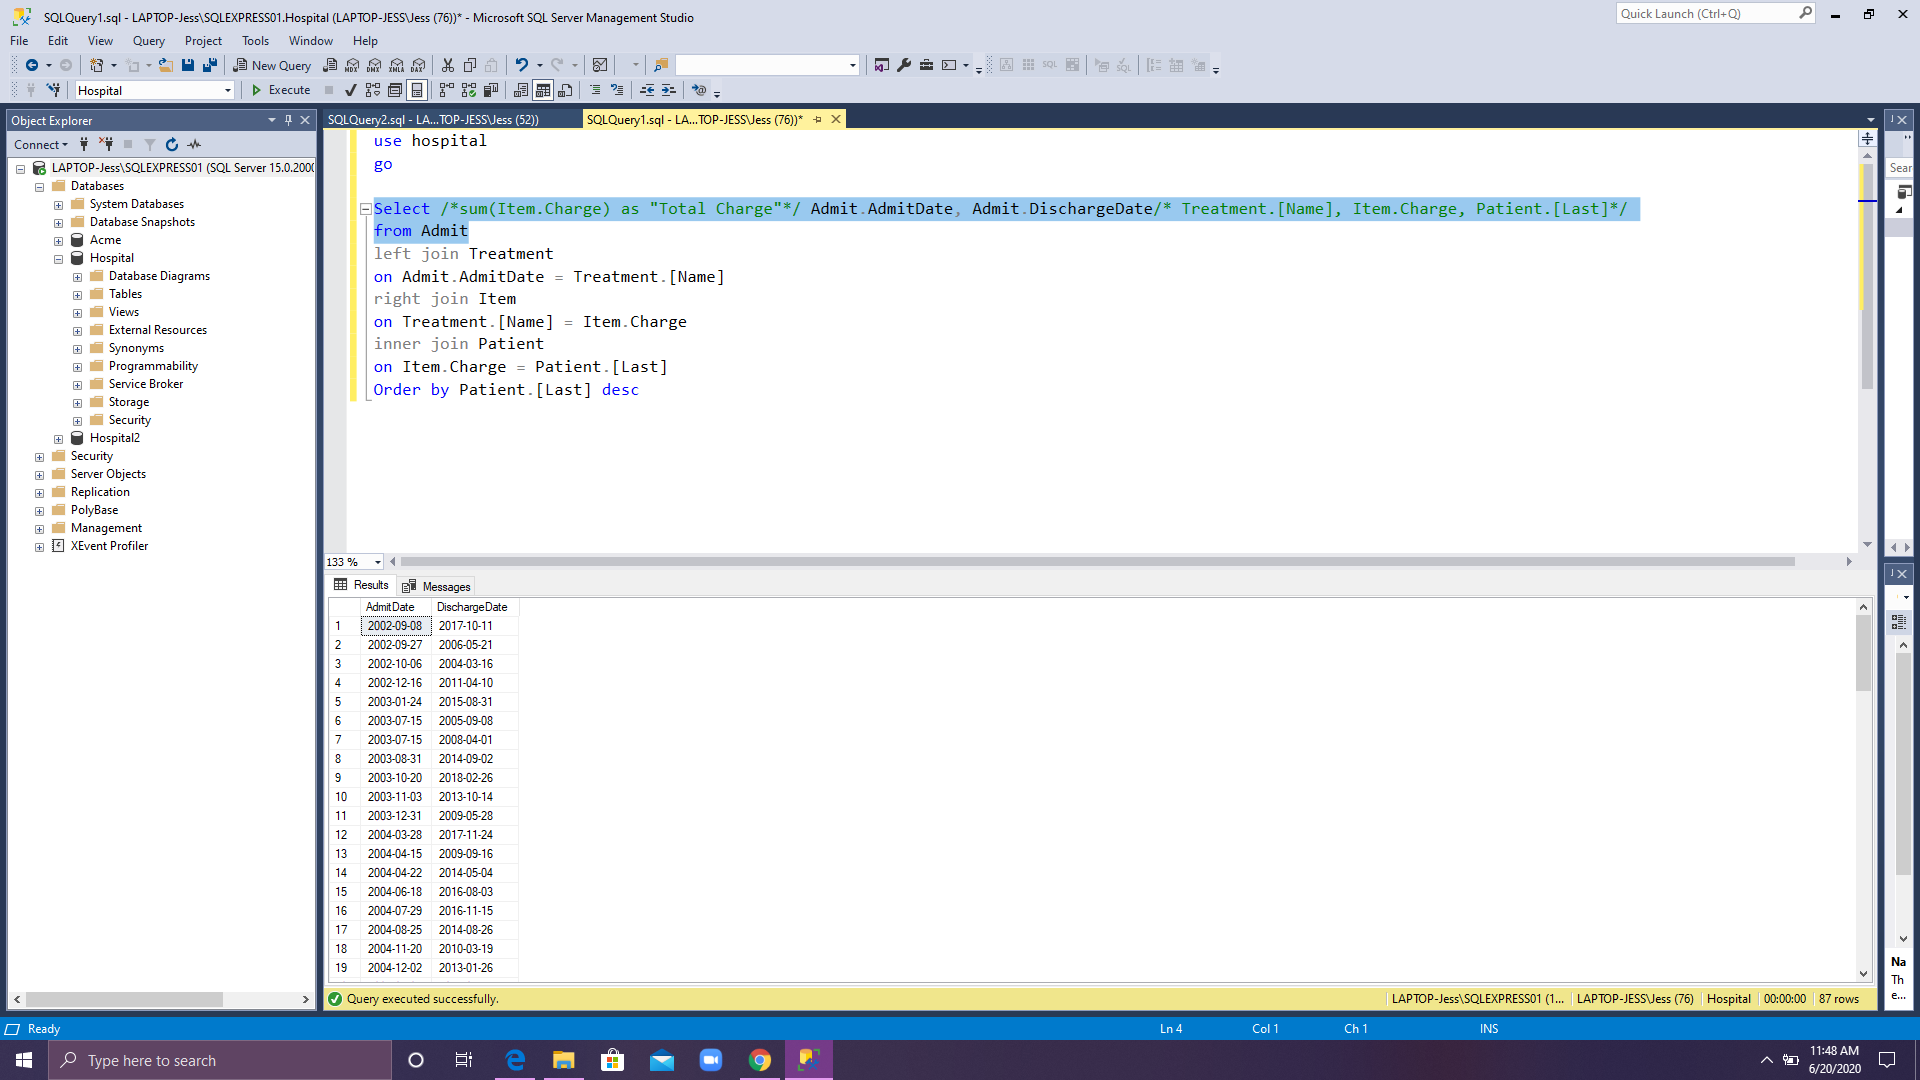 SQLQuery1.sql - LAPTOP-Jess\SQLEXPRESS01.Hospital (LAPTOP-JESS\Jess (76))* - Microsoft SQL Server Management Studio
Quick Launch (Ctrl+Q)
File Edit View Query Project Tools Window Help
New Query MDX DMX XMLA DAX
SQL SQL
Hospital Execute
Object Explorer
SQLQuery2.sql - LA...TOP-JESS\Jess (52))
SQLQuery1.sql - LA...TOP-JESS\Jess (76))*
Connect
LAPTOP-Jess\SQLEXPRESS01 (SQL Server 15.0.2000
Databases
System Databases
Database Snapshots
Acme
Hospital
Database Diagrams
Tables
Views
External Resources
Synonyms
Programmability
Service Broker
Storage
Security
Hospital2
Security
Server Objects
Replication
PolyBase
Management
XEvent Profiler
use hospital
go
Select /*sum(Item.Charge) as "Total Charge"*/ Admit.AdmitDate, Admit.DischargeDate/* Treatment.[Name], Item.Charge, Patient.[Last]*/
from Admit
left join Treatment
on Admit.AdmitDate = Treatment.[Name]
right join Item
on Treatment.[Name] = Item.Charge
inner join Patient
on Item.Charge = Patient.[Last]
Order by Patient.[Last] desc
Sear
133 %
Results Messages
AdmitDate DischargeDate
1 2002-09-08 2017-10-11
2 2002-09-27 2006-05-21
3 2002-10-06 2004-03-16
4 2002-12-16 2011-04-10
5 2003-01-24 2015-08-31
6 2003-07-15 2005-09-08
7 2003-07-15 2008-04-01
8 2003-08-31 2014-09-02
9 2003-10-20 2018-02-26
10 2003-11-03 2013-10-14
11 2003-12-31 2009-05-28
12 2004-03-28 2017-11-24
13 2004-04-15 2009-09-16
14 2004-04-22 2014-05-04
15 2004-06-18 2016-08-03
16 2004-07-29 2016-11-15
17 2004-08-25 2014-08-26
18 2004-11-20 2010-03-19
19 2004-12-02 2013-01-26
Na
Th
e...
Query executed successfully.
LAPTOP-Jess\SQLEXPRESS01 (1... LAPTOP-JESS\Jess (76) Hospital 00:00:00 87 rows
Ready Ln 4 Col 1 Ch 1 INS
Type here to search
11:48 AM
6/20/2020